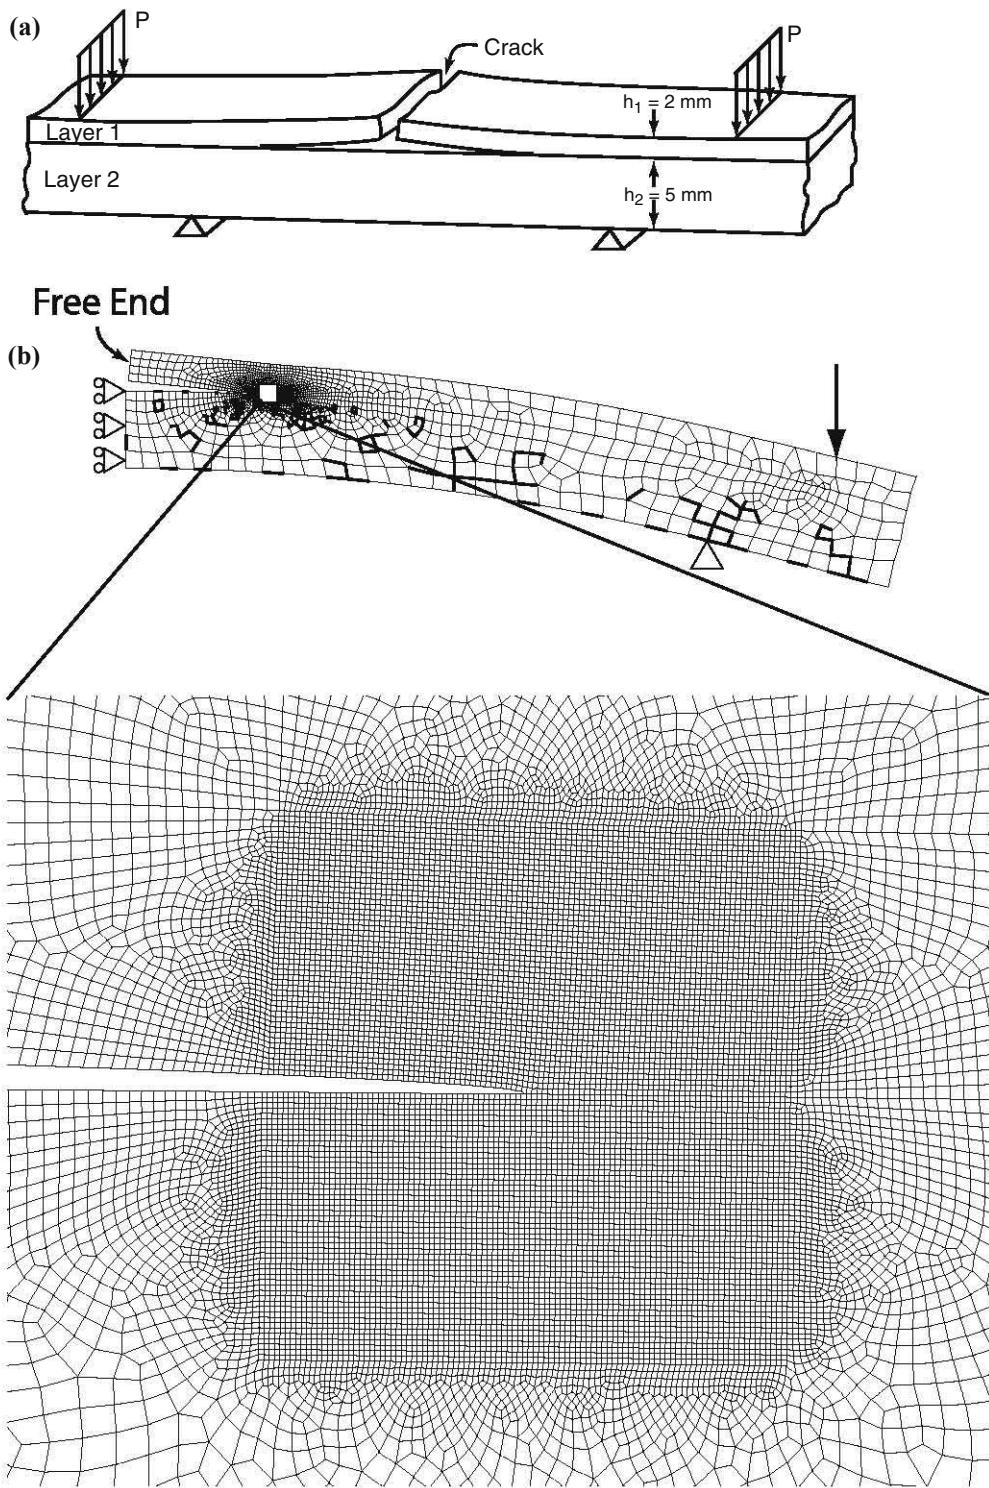 (a)
P
Crack
P
h₁ = 2 mm
Layer 1
Layer 2
h₂ = 5 mm
Free End
(b)